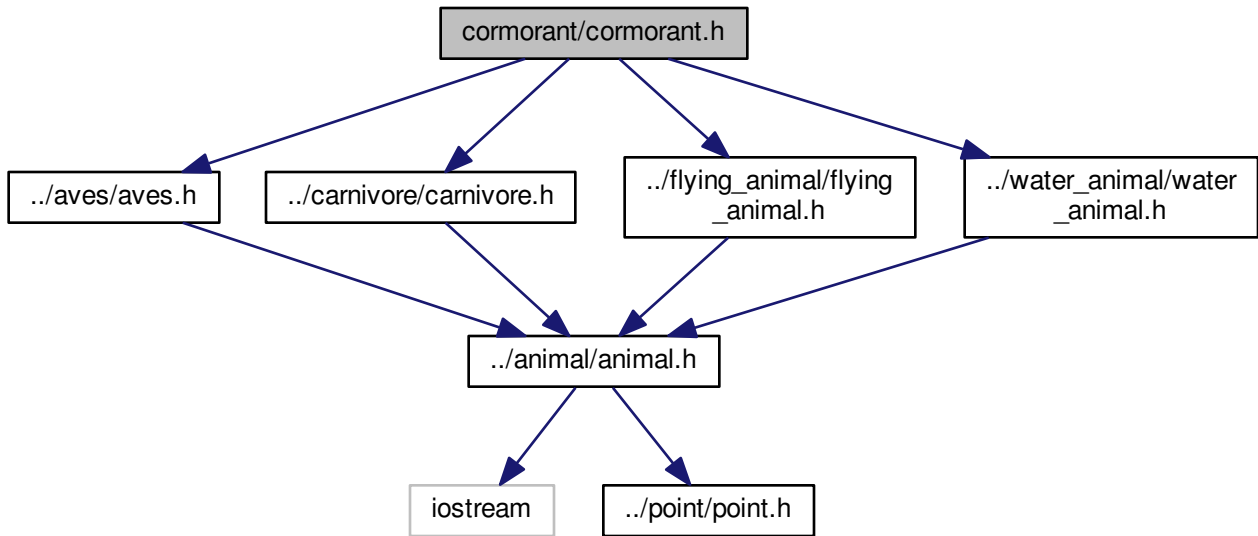 cormorant/cormorant.h
../aves/aves.h
../carnivore/carnivore.h
../flying_animal/flying
_animal.h
../water_animal/water
_animal.h
../animal/animal.h
iostream
../point/point.h